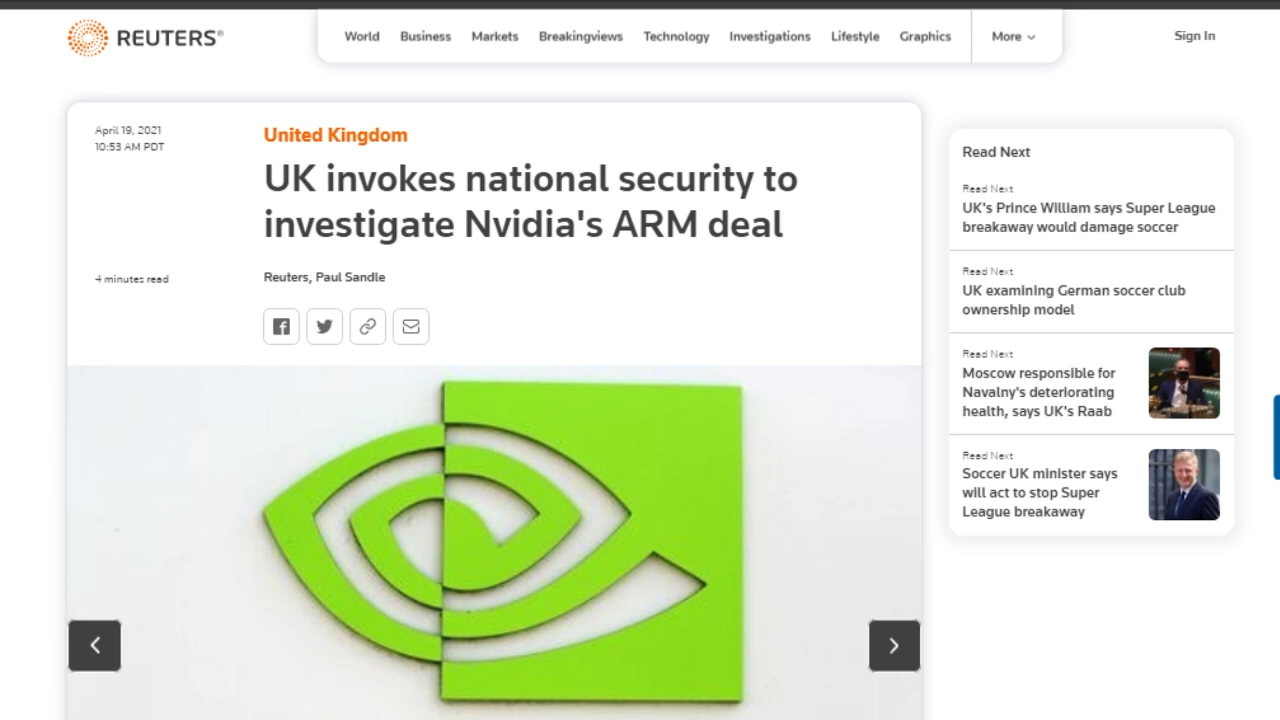 REUTERS®
World Business Markets Breakingviews Technology Investigations Lifestyle Graphics More
Sign In
April 19, 2021
10:53 AM PDT
United Kingdom
UK invokes national security to
investigate Nvidia's ARM deal
4 minutes read
Reuters, Paul Sandle
Read Next
Read Next
UK's Prince William says Super League
breakaway would damage soccer
Read Next
UK examining German soccer club
ownership model
Read Next
Moscow responsible for
Navalny's deteriorating
health, says UK's Raab
Read Next
Soccer UK minister says
will act to stop Super
League breakaway